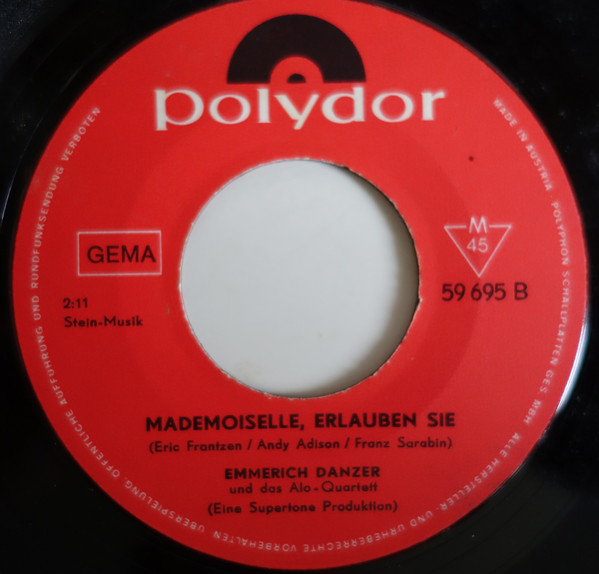 polydor
GEMA
M
45
59 695 B
2:11
Stein-Musik
MADEMOISELLE, ERLAUBEN SIE
(Eric Frantzen / Andy Adison / Franz Sarabin)
EMMERICH DANZER
und das Alo-Quartett
(Eine Supertone Produktion)
MADE IN AUSTRIA POLYPHON SCHALLPLATTEN GES MBH ALLE HERSTELLER- UND URHEBERRECHTE VORBEHALTEN ÜBERSPIELUNG ÖFFENTLICHE AUFFÜHRUNG UND RUNDFUNKSENDUNG VERBOTEN